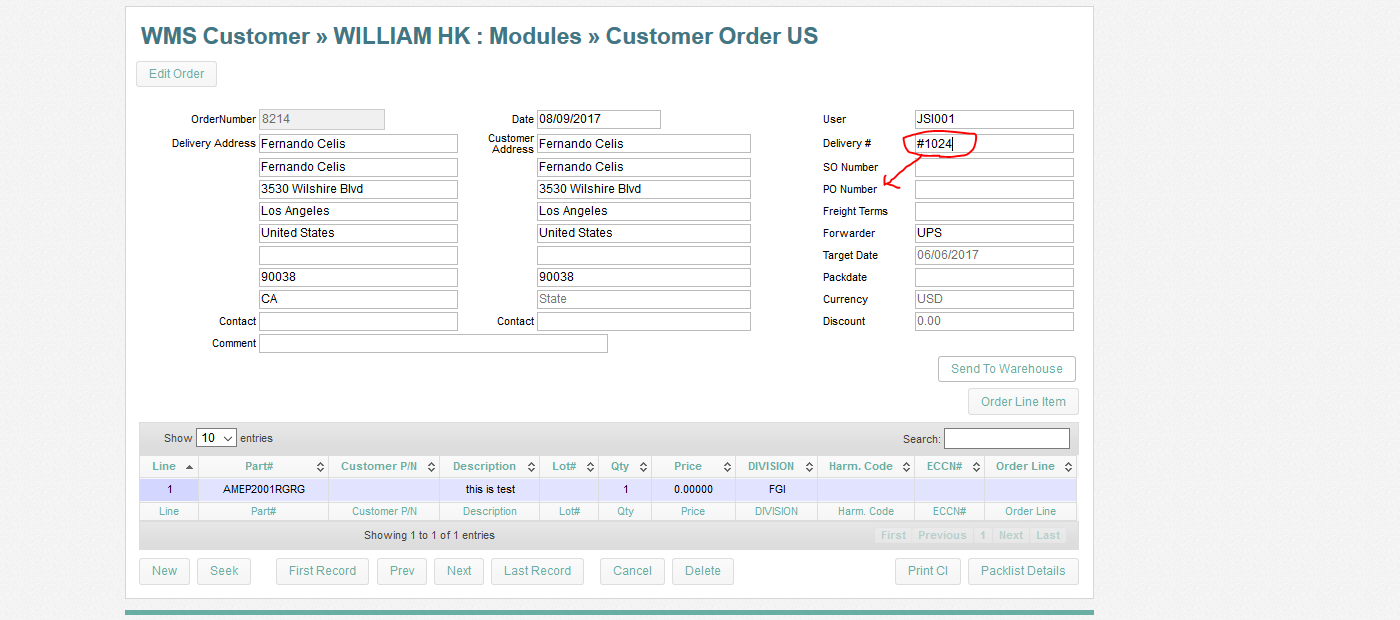 WMS Customer » WILLIAM HK : Modules » Customer Order US
Edit Order
OrderNumber 8214 Date 08/09/2017 User JSI001
Delivery Address Fernando Celis Customer Address Fernando Celis Delivery # #1024
Fernando Celis Fernando Celis SO Number
3530 Wilshire Blvd 3530 Wilshire Blvd PO Number
Los Angeles Los Angeles Freight Terms
United States United States Forwarder UPS
Target Date 06/06/2017
90038 90038 Packdate
CA State Currency USD
Contact Contact Discount 0.00
Comment
Send To Warehouse
Order Line Item
Show 10 entries Search:
Line Part# Customer P/N Description Lot# Qty Price DIVISION Harm. Code ECCN# Order Line
1 AMEP2001RGRG this is test 1 0.00000 FGI
Line Part# Customer P/N Description Lot# Qty Price DIVISION Harm. Code ECCN# Order Line
Showing 1 to 1 of 1 entries First Previous 1 Next Last
New Seek First Record Prev Next Last Record Cancel Delete Print CI Packlist Details